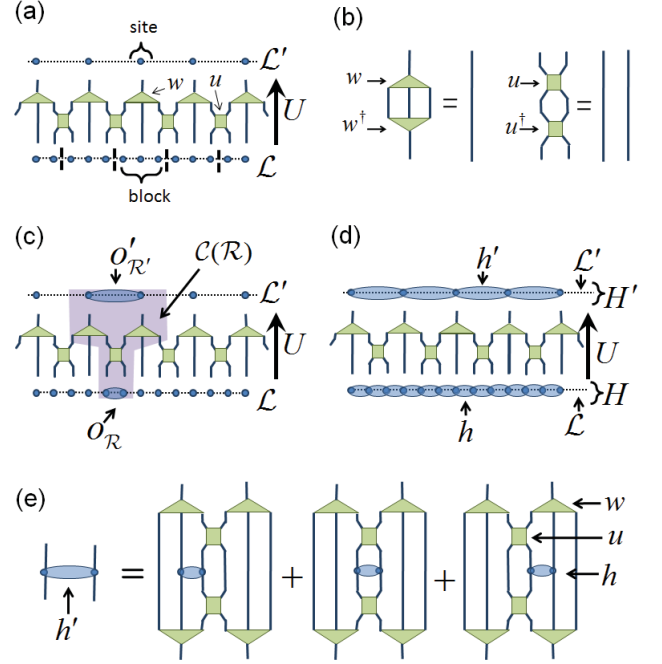 (a)
site
ℒ'
w
u
U
ℒ
block
(b)
w
w†
=
u
u†
=
(c)
o'ℛ'
𝒞(ℛ)
ℒ'
U
ℒ
oℛ
(d)
h'
ℒ'
}H'
U
}H
h
ℒ
(e)
h'
=
+
+
w
u
h